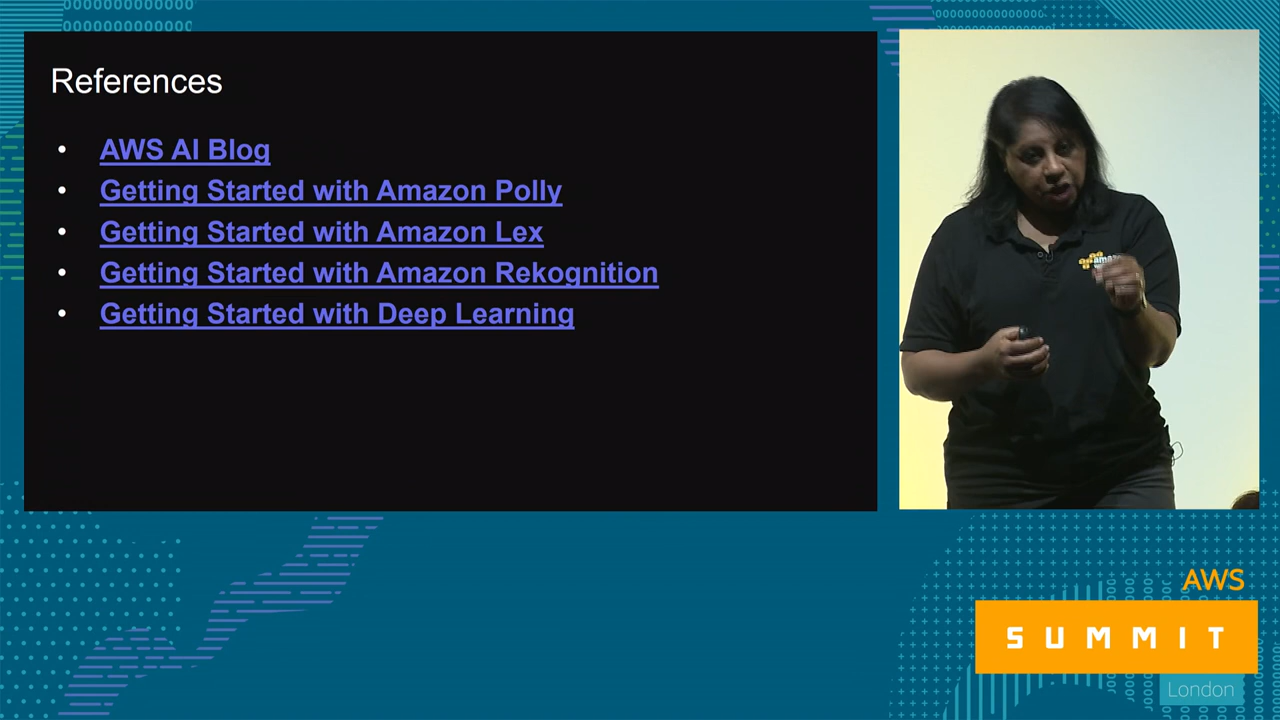 References
• AWS AI Blog
• Getting Started with Amazon Polly
• Getting Started with Amazon Lex
• Getting Started with Amazon Rekognition
• Getting Started with Deep Learning
AWS
SUMMIT
London